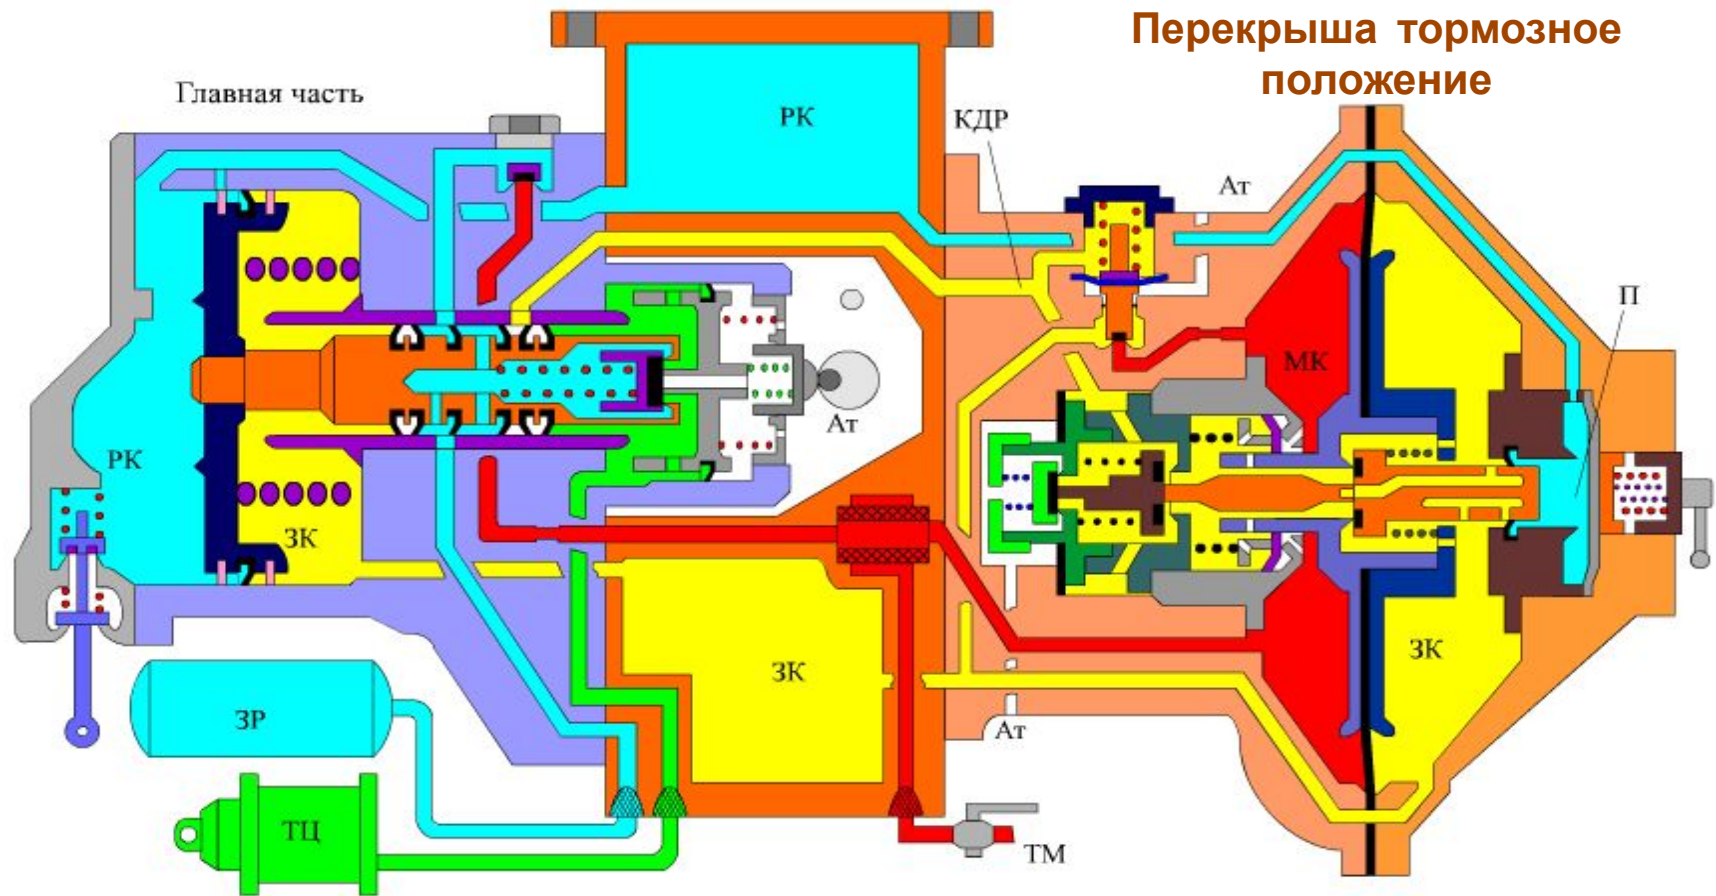 Перекрыша тормозное
положение
Главная часть
РК
КДР
Ат
П
МК
Ат
РК
ЗК
ЗК
ЗК
ЗР
Ат
ТЦ
ТМ